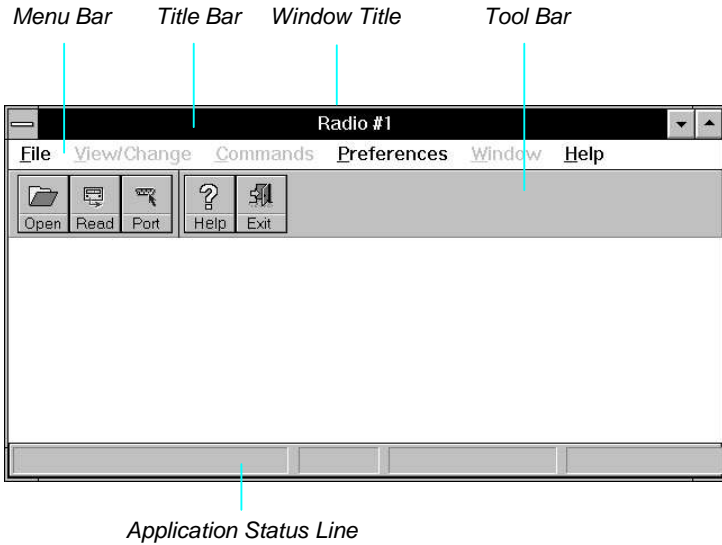 Menu Bar Title Bar Window Title Tool Bar
Radio #1
File View/Change Commands Preferences Window Help
Open Read Port Help Exit
Application Status Line